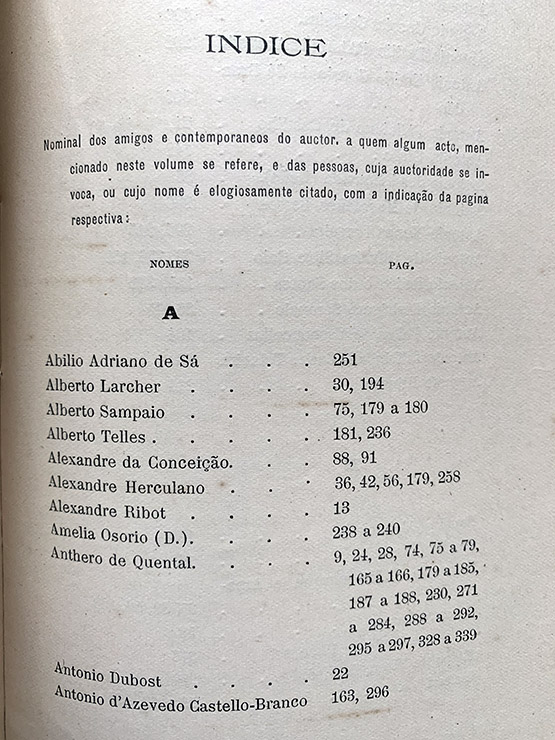 INDICE
Nominal dos amigos e contemporaneos do auctor. a quem algum acto, men-
cionado neste volume se refere, e das pessoas, cuja auctoridade se in-
voca, ou cujo nome é elogiosamente citado, com a indicação da pagina
respectiva:
NOMES PAG.
A
Abilio Adriano de Sá . . . 251
Alberto Larcher . . . . 30, 194
Alberto Sampaio . . . . 75, 179 a 180
Alberto Telles . . . . . 181, 236
Alexandre da Conceição. . . 88, 91
Alexandre Herculano . . . 36, 42, 56, 179, 258
Alexandre Ribot . . . . 13
Amelia Osorio (D.). . . . 238 a 240
Anthero de Quental. . . . 9, 24, 28, 74, 75 a 79,
165 a 166, 179 a 185,
187 a 188, 230, 271
a 284, 288 a 292,
295 a 297, 328 a 339
Antonio Dubost . . . . 22
Antonio d'Azevedo Castello-Branco 163, 296